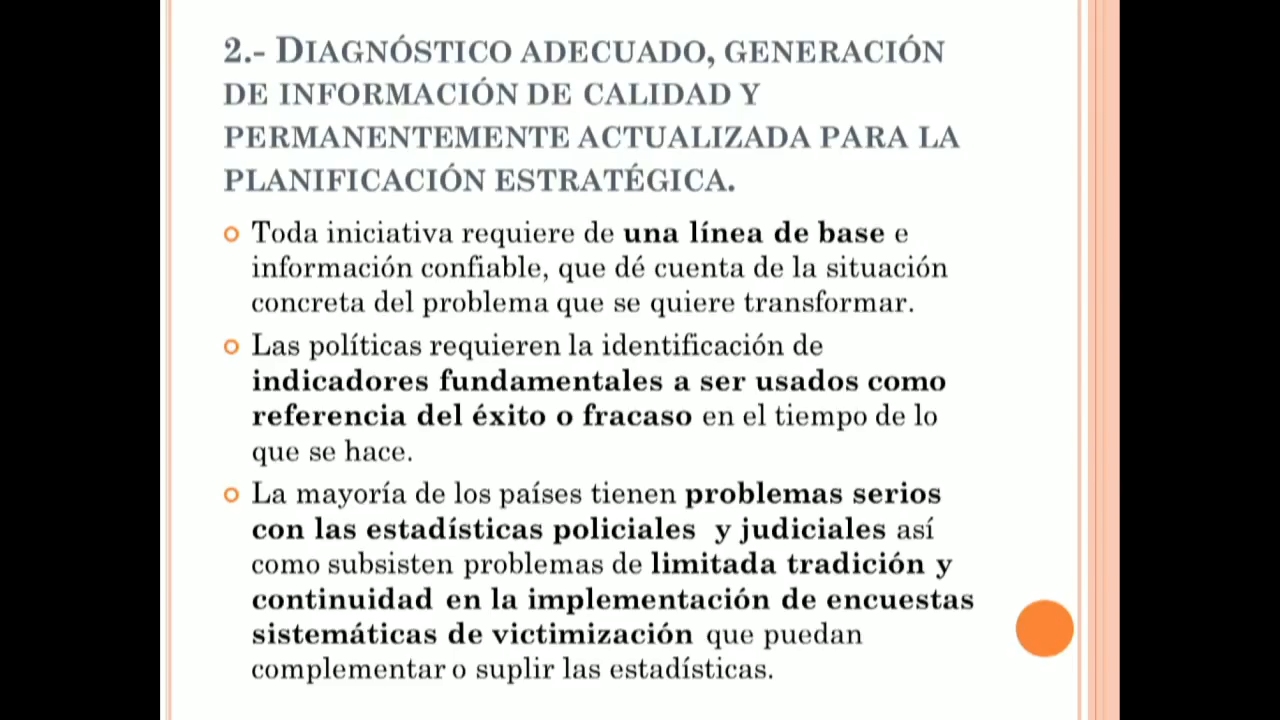 2.- DIAGNÓSTICO ADECUADO, GENERACIÓN
DE INFORMACIÓN DE CALIDAD Y
PERMANENTEMENTE ACTUALIZADA PARA LA
PLANIFICACIÓN ESTRATÉGICA.
Toda iniciativa requiere de una línea de base e
información confiable, que dé cuenta de la situación
concreta del problema que se quiere transformar.
Las políticas requieren la identificación de
indicadores fundamentales a ser usados como
referencia del éxito o fracaso en el tiempo de lo
que se hace.
La mayoría de los países tienen problemas serios
con las estadísticas policiales y judiciales así
como subsisten problemas de limitada tradición y
continuidad en la implementación de encuestas
sistemáticas de victimización que puedan
complementar o suplir las estadísticas.